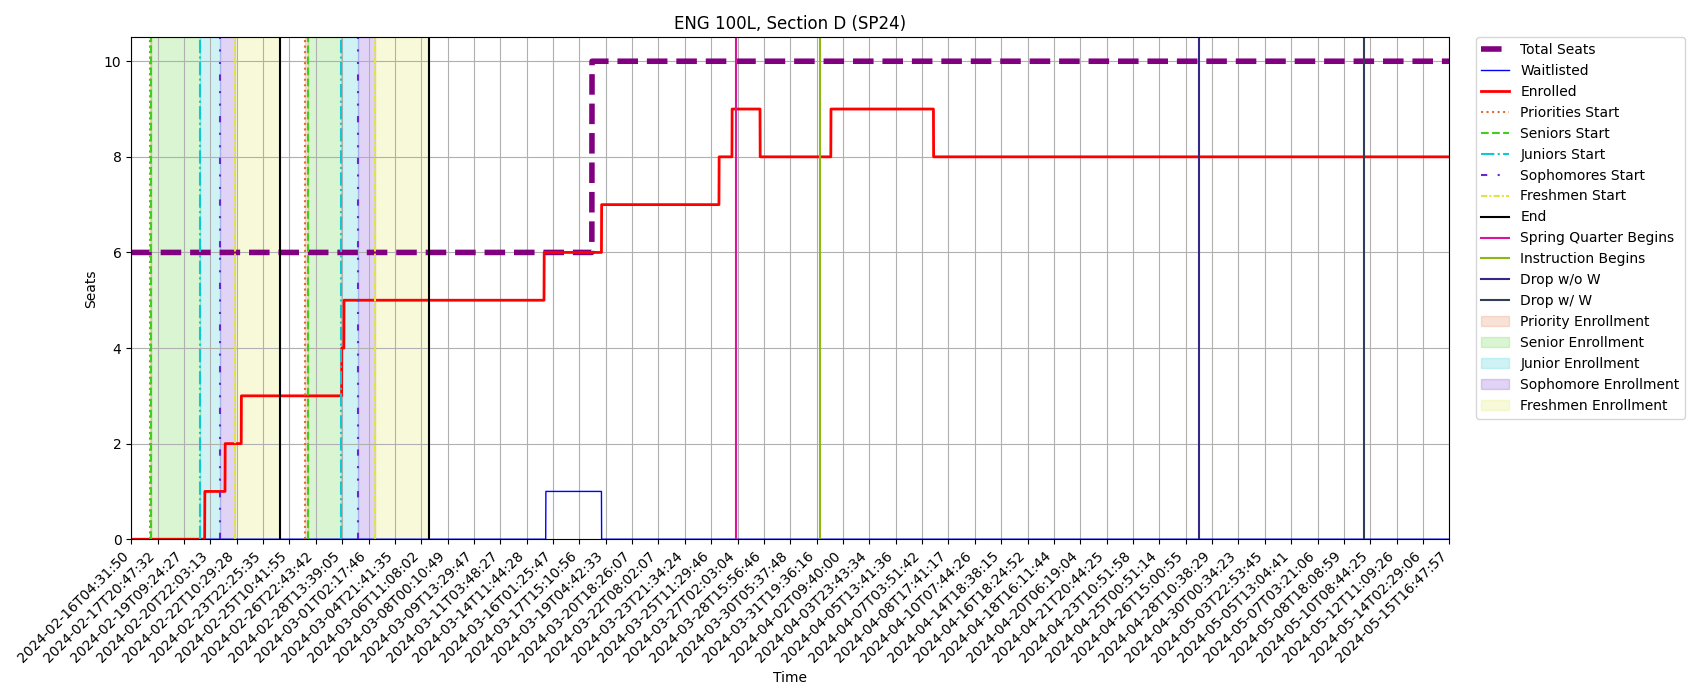 ENG 100L, Section D (SP24)
10
8
6
4
2
0
Seats
2024-02-16T04:31:50
2024-02-17T20:47:32
2024-02-19T09:24:27
2024-02-20T22:03:13
2024-02-22T10:29:28
2024-02-23T22:25:35
2024-02-25T10:41:55
2024-02-26T22:43:42
2024-02-28T13:39:05
2024-03-01T02:17:46
2024-03-04T21:41:35
2024-03-06T11:08:02
2024-03-08T00:10:49
2024-03-09T13:29:47
2024-03-11T03:48:27
2024-03-14T11:44:28
2024-03-16T01:25:47
2024-03-17T15:10:56
2024-03-19T04:42:33
2024-03-20T18:26:07
2024-03-22T08:02:07
2024-03-23T21:34:24
2024-03-25T11:29:46
2024-03-27T02:03:04
2024-03-28T15:56:46
2024-03-30T05:37:48
2024-03-31T19:36:16
2024-04-02T09:40:00
2024-04-03T23:43:34
2024-04-05T13:41:36
2024-04-07T03:51:42
2024-04-08T17:41:17
2024-04-10T07:44:26
2024-04-14T18:38:15
2024-04-16T18:24:52
2024-04-18T16:11:44
2024-04-20T06:19:04
2024-04-21T20:44:25
2024-04-23T10:51:58
2024-04-25T00:51:14
2024-04-26T15:00:55
2024-04-28T10:38:29
2024-04-30T00:34:23
2024-05-03T22:53:45
2024-05-05T13:04:41
2024-05-07T03:21:06
2024-05-08T18:08:59
2024-05-10T08:44:25
2024-05-12T11:09:26
2024-05-14T02:29:06
2024-05-15T16:47:57
Time
Total Seats
Waitlisted
Enrolled
Priorities Start
Seniors Start
Juniors Start
Sophomores Start
Freshmen Start
End
Spring Quarter Begins
Instruction Begins
Drop w/o W
Drop w/ W
Priority Enrollment
Senior Enrollment
Junior Enrollment
Sophomore Enrollment
Freshmen Enrollment